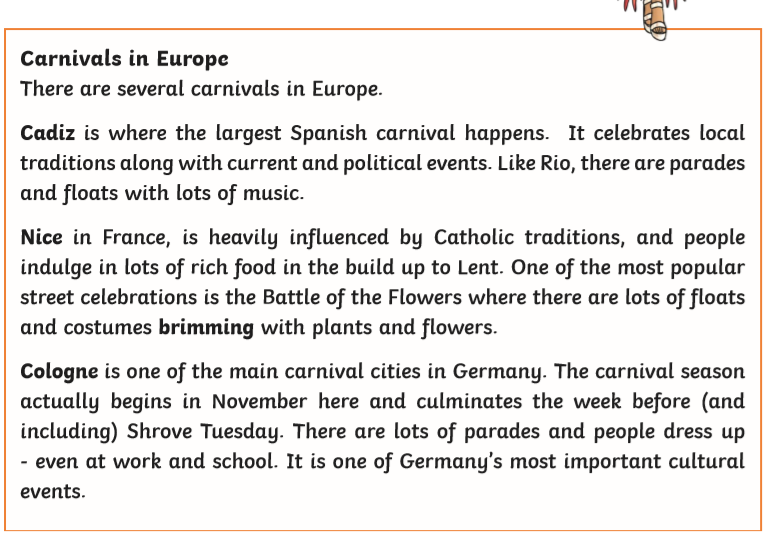 Carnivals in Europe
There are several carnivals in Europe.
Cadiz is where the largest Spanish carnival happens. It celebrates local
traditions along with current and political events. Like Rio, there are parades
and floats with lots of music.
Nice in France, is heavily influenced by Catholic traditions, and people
indulge in lots of rich food in the build up to Lent. One of the most popular
street celebrations is the Battle of the Flowers where there are lots of floats
and costumes brimming with plants and flowers.
Cologne is one of the main carnival cities in Germany. The carnival season
actually begins in November here and culminates the week before (and
including) Shrove Tuesday. There are lots of parades and people dress up
- even at work and school. It is one of Germany's most important cultural
events.